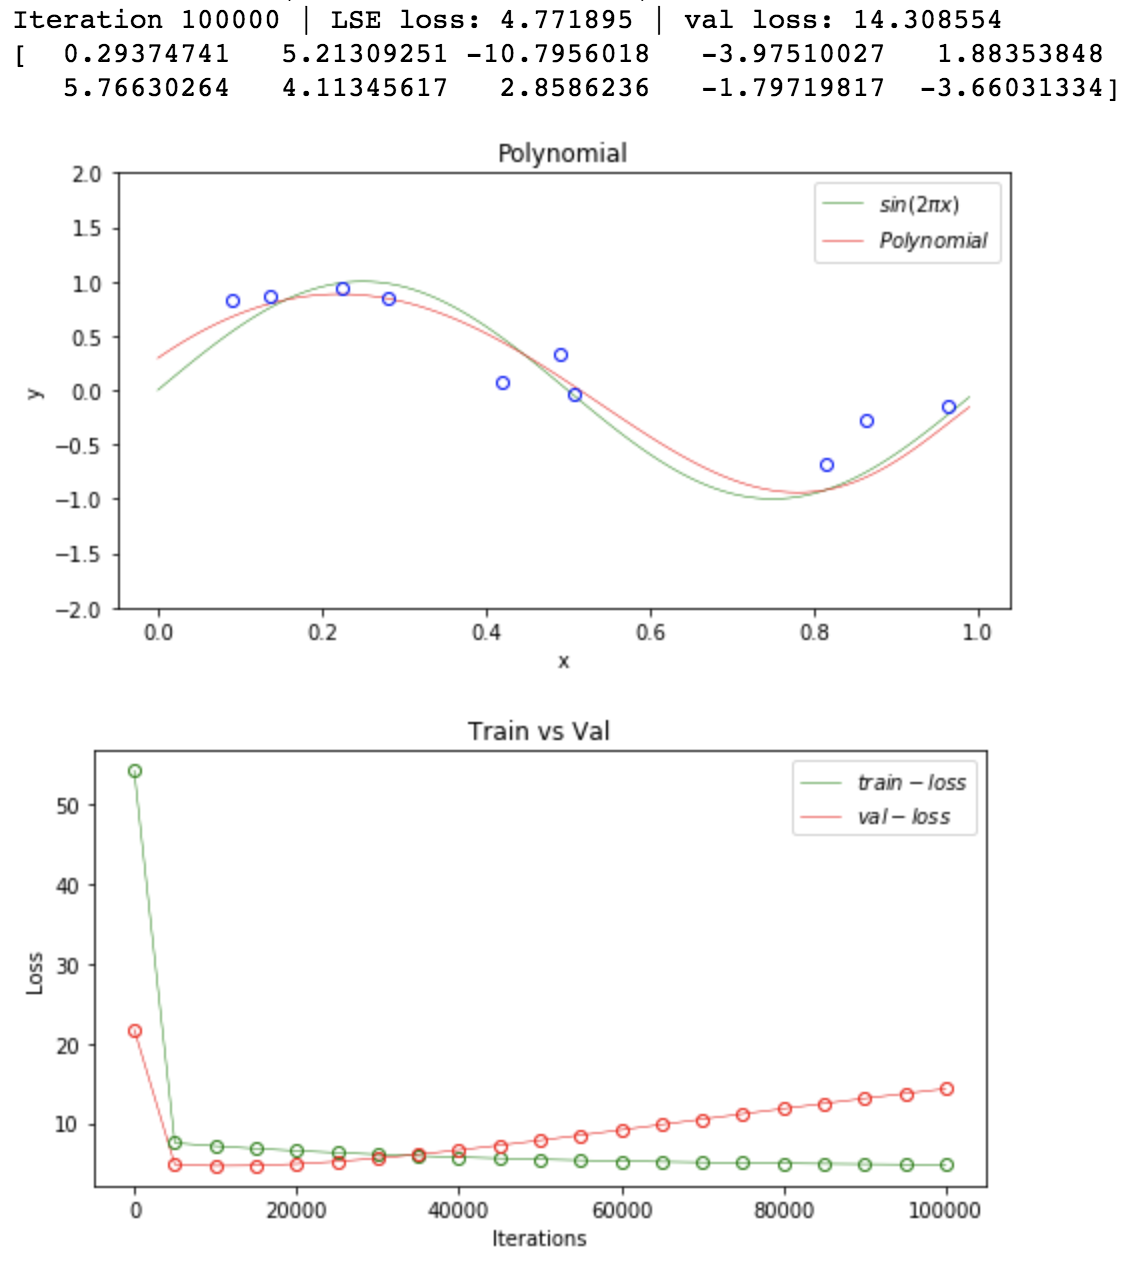 Iteration 100000 | LSE loss: 4.771895 | val loss: 14.308554
[ 0.29374741 5.21309251 -10.7956018 -3.97510027 1.88353848
5.76630264 4.11345617 2.8586236 -1.79719817 -3.66031334]
Polynomial
2.0
1.5
1.0
0.5
0.0
−0.5
−1.0
−1.5
−2.0
y
sin(2πx)
Polynomial
0.0 0.2 0.4 0.6 0.8 1.0
x
Train vs Val
50
40
30
20
10
Loss
train − loss
val − loss
0 20000 40000 60000 80000 100000
Iterations